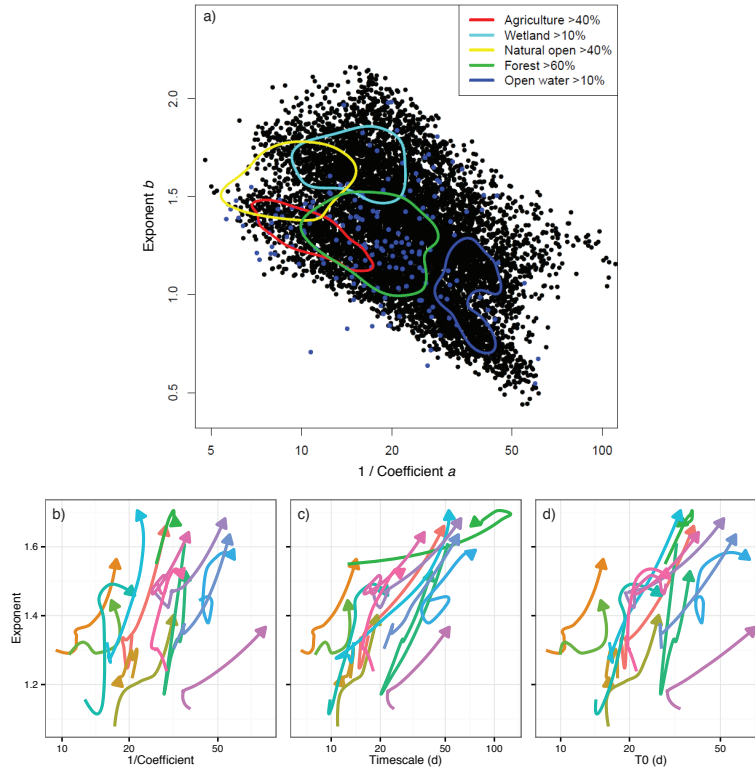 a)
Agriculture >40%
Wetland >10%
Natural open >40%
Forest >60%
Open water >10%
2.0
1.5
1.0
0.5
Exponent b
5 10 20 50 100
1 / Coefficient a
b) c) d)
1.6
1.4
1.2
Exponent
10 20 50 10 20 50 100 10 20 50
1/Coefficient Timescale (d) T0 (d)